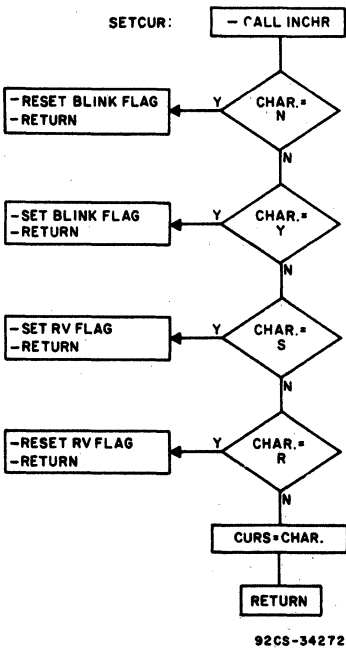 SETCUR:
– CALL INCHR
CHAR.=
N
Y
–RESET BLINK FLAG
–RETURN
N
CHAR.=
Y
Y
–SET BLINK FLAG
–RETURN
N
CHAR.=
S
Y
–SET RV FLAG
–RETURN
N
CHAR.=
R
Y
–RESET RV FLAG
–RETURN
N
CURS=CHAR.
RETURN
92CS-34272